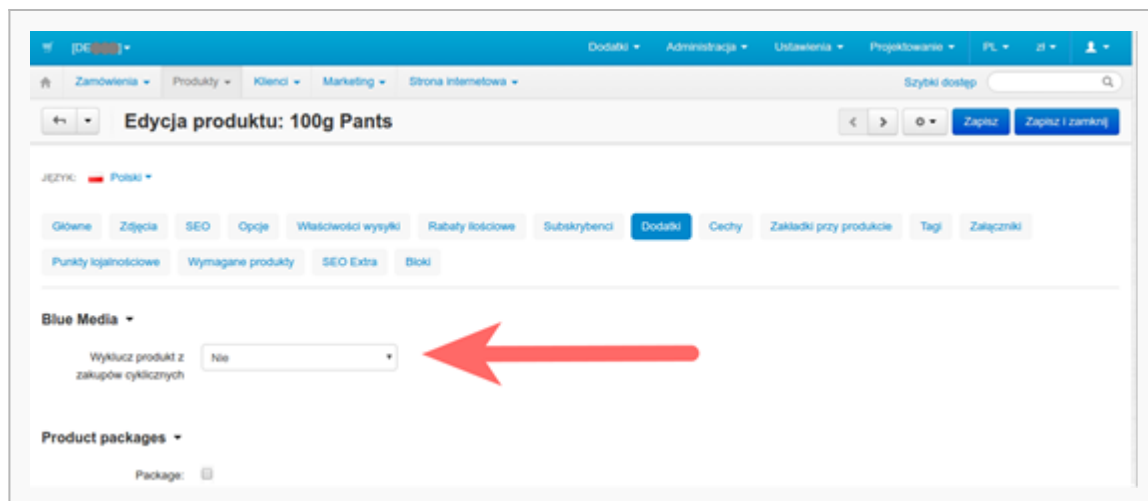 [DE ]
Dodatki Administracja Ustawienia Projektowanie PL zł
Zamówienia Produkty Klienci Marketing Strona internetowa Szybki dostęp
Edycja produktu: 100g Pants Zapisz Zapisz i zamknij
JĘZYK: Polski
Główne Zdjęcia SEO Opcje Właściwości wysyłki Rabaty ilościowe Subskrybenci Dodatki Cechy Zakładki przy produkcie Tagi Załączniki
Punkty lojalnościowe Wymagane produkty SEO Extra Bloki
Blue Media
Wyklucz produkt z
zakupów cyklicznych
Nie
Product packages
Package: